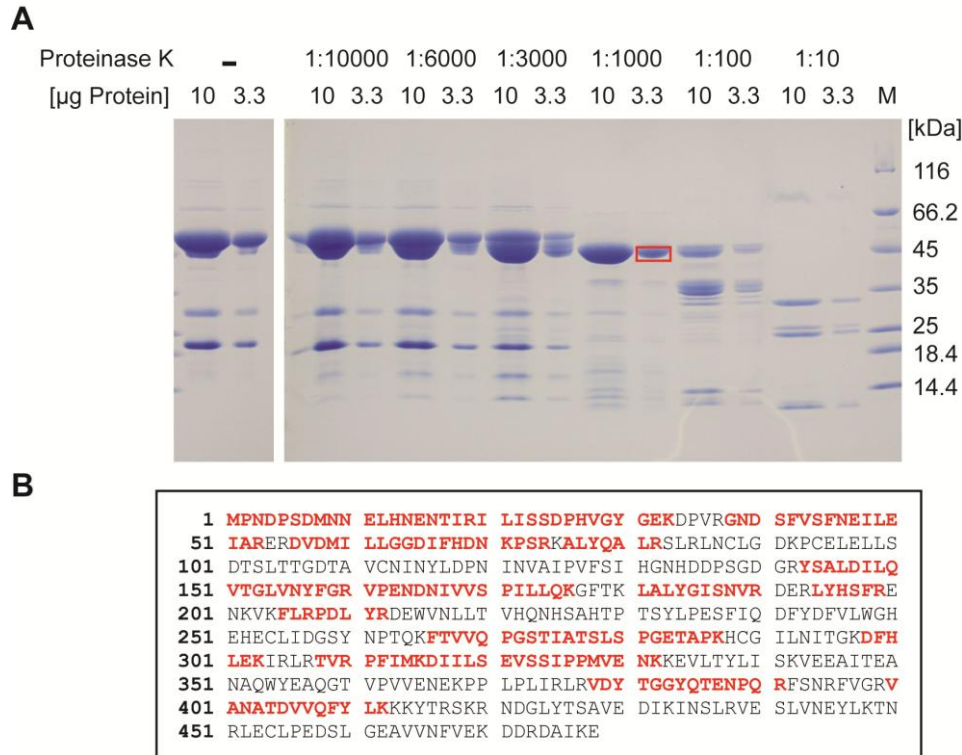 A
Proteinase K – 1:10000 1:6000 1:3000 1:1000 1:100 1:10
[µg Protein] 10 3.3 10 3.3 10 3.3 10 3.3 10 3.3 10 3.3 10 3.3 M [kDa]
116
66.2
45
35
25
18.4
14.4
B
1 MPNDPSDMNN ELHNENTIRI LISSDPHVGY GEKDPVRGND SFVSFNEILE
51 IARERDVDMI LLGGDIFHDN KPSRKALYQA LRSLRLNCLG DKPCELELLS
101 DTSLTTGDTA VCNINYLDPN INVAIPVFSI HGNHDDPSGD GRYSALDILQ
151 VTGLVNYFGR VPENDNIVVS PILLQKGFTK LALYGISNVR DERLYHSFRE
201 NKVKFLRPDL YRDEWVNLLT VHQNHSAHTP TSYLPESFIQ DFYDFVLWGH
251 EHECLIDGSY NPTQKFTVVQ PGSTIATSLS PGETAPKHCG ILNITGKDFH
301 LEKIRLRTVR PFIMKDIILS EVSSIPPMVE NKKEVLTYLI SKVEEAITEA
351 NAQWYEAQGT VPVVENEKPP LPLIRLRVDY TGGYQTENPQ RFSNRFVGRV
401 ANATDVVQFY LKKKYTRSKR NDGLYTSAVE DIKINSLRVE SLVNEYLKTN
451 RLECLPEDSL GEAVVNFVEK DDRDAIKE